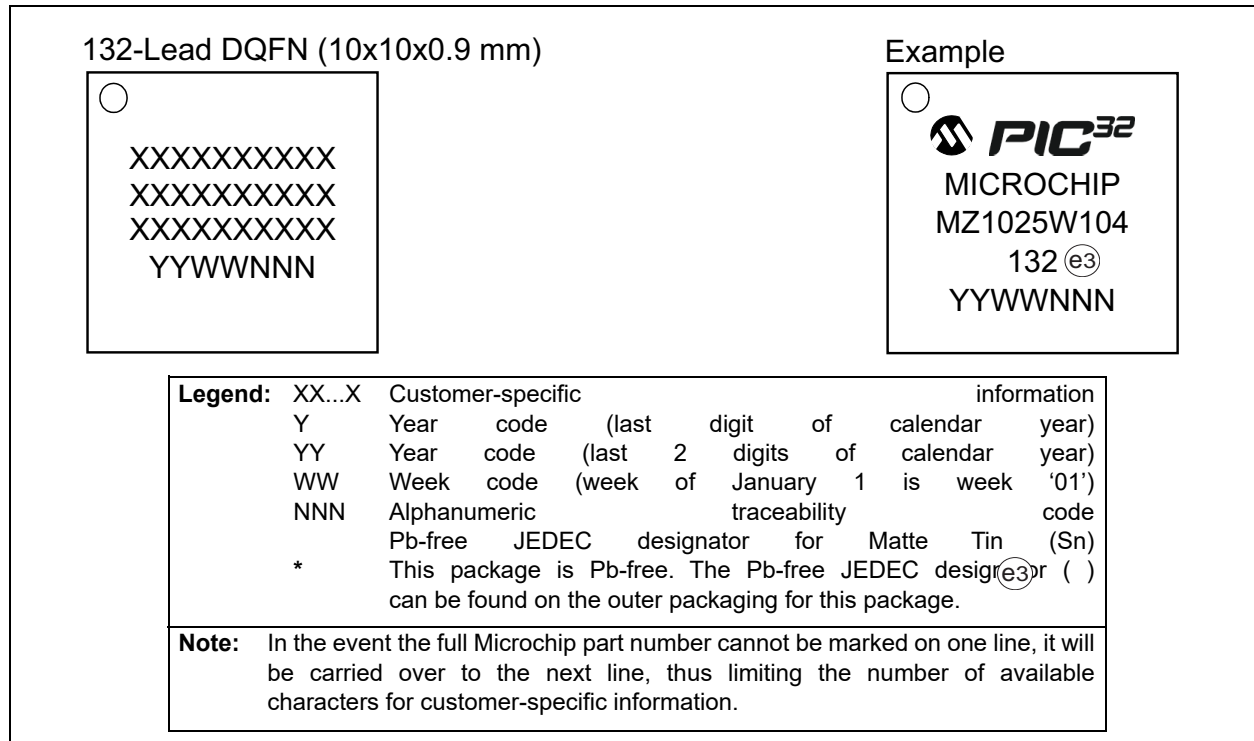 132-Lead DQFN (10x10x0.9 mm)
XXXXXXXXXX
XXXXXXXXXX
XXXXXXXXXX
YYWWNNN
Example
PIC32
MICROCHIP
MZ1025W104
132 e3
YYWWNNN
Legend: XX...X Customer-specific information
Y Year code (last digit of calendar year)
YY Year code (last 2 digits of calendar year)
WW Week code (week of January 1 is week ‘01’)
NNN Alphanumeric traceability code
Pb-free JEDEC designator for Matte Tin (Sn)
* This package is Pb-free. The Pb-free JEDEC e3 ( )
can be found on the outer packaging for this package.
Note: In the event the full Microchip part number cannot be marked on one line, it will
be carried over to the next line, thus limiting the number of available
characters for customer-specific information.